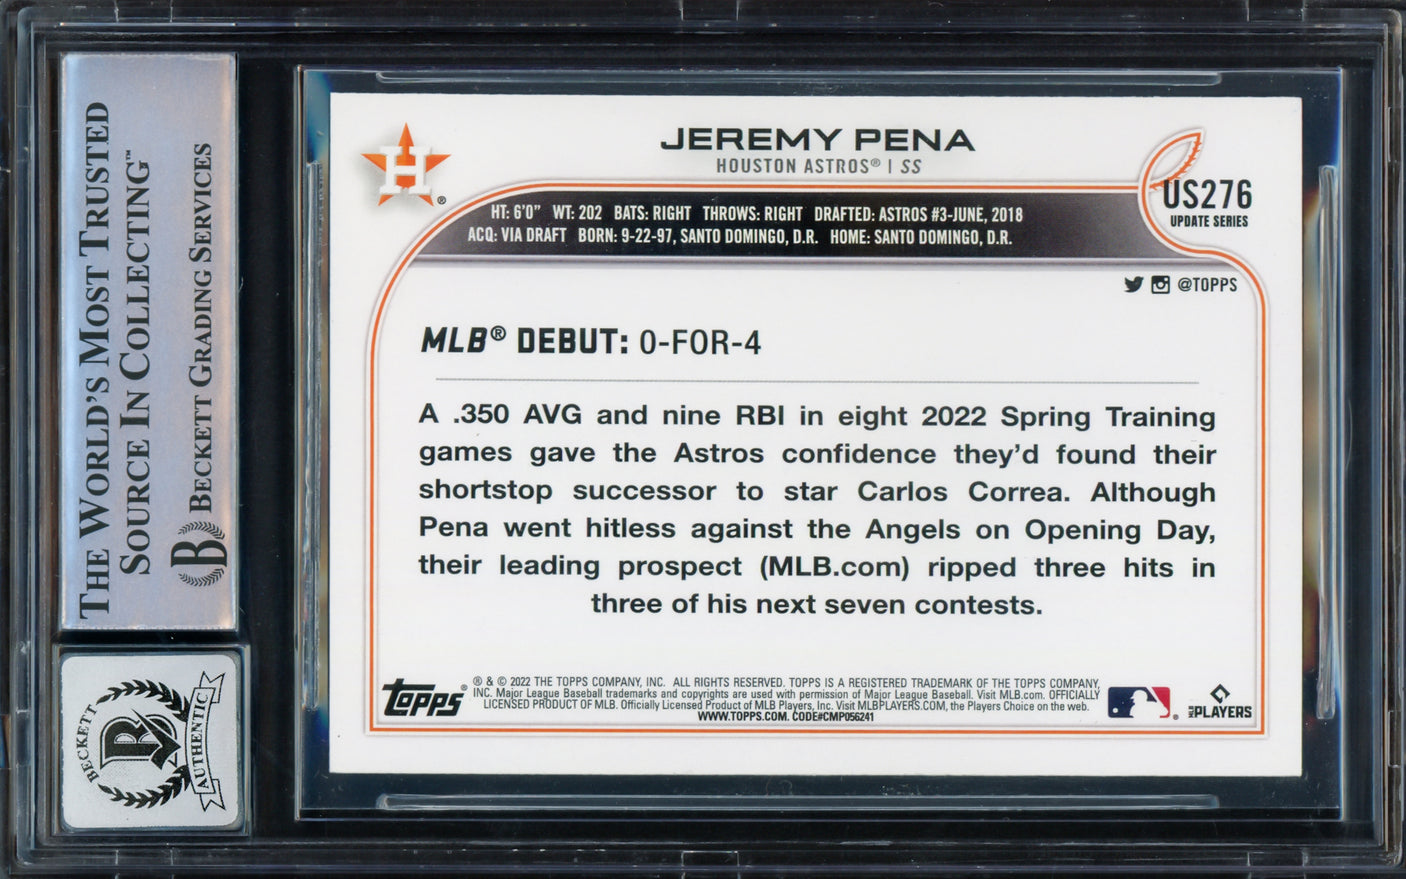 THE WORLD'S MOST TRUSTED
SOURCE IN COLLECTING™
BECKETT GRADING SERVICES
B
BECKETT
BV
AUTHENTIC
H ®
JEREMY PENA
HOUSTON ASTROS® | SS
US276
UPDATE SERIES
HT: 6'0" WT: 202 BATS: RIGHT THROWS: RIGHT DRAFTED: ASTROS #3-JUNE, 2018
ACQ: VIA DRAFT BORN: 9-22-97, SANTO DOMINGO, D.R. HOME: SANTO DOMINGO, D.R.
@TOPPS
MLB® DEBUT: 0-FOR-4
A .350 AVG and nine RBI in eight 2022 Spring Training
games gave the Astros confidence they'd found their
shortstop successor to star Carlos Correa. Although
Pena went hitless against the Angels on Opening Day,
their leading prospect (MLB.com) ripped three hits in
three of his next seven contests.
Topps®
® & © 2022 THE TOPPS COMPANY, INC. ALL RIGHTS RESERVED. TOPPS IS A REGISTERED TRADEMARK OF THE TOPPS COMPANY,
INC. Major League Baseball trademarks and copyrights are used with permission of Major League Baseball. Visit MLB.com. OFFICIALLY
LICENSED PRODUCT OF MLB. Officially Licensed Product of MLB Players, Inc. Visit MLBPLAYERS.COM, the Players Choice on the web.
WWW.TOPPS.COM. CODE#CMP056241
®
MLB PLAYERS